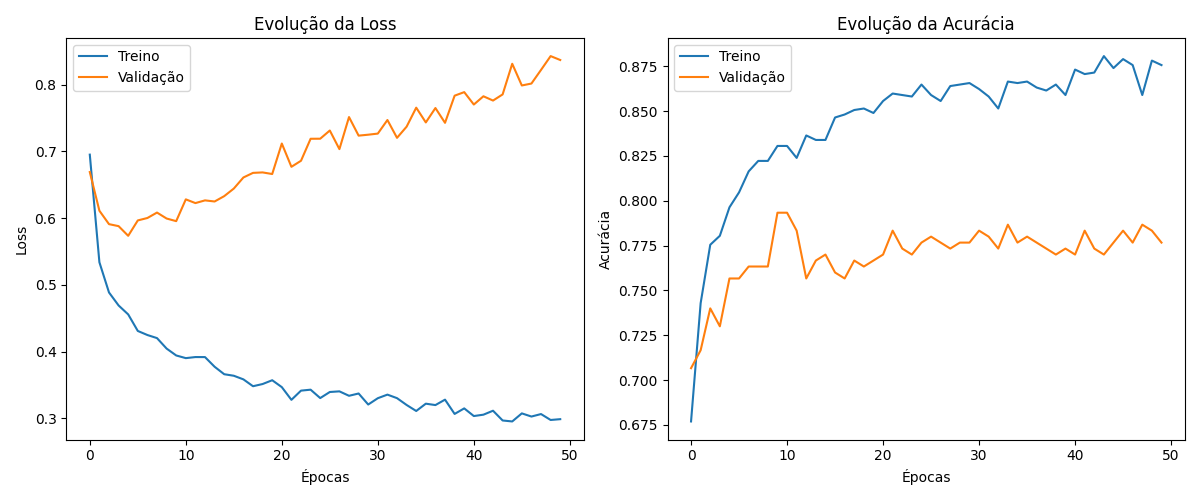 Evolução da Loss
Treino
Validação
0.8
0.7
0.6
0.5
0.4
0.3
Loss
0 10 20 30 40 50
Épocas
Evolução da Acurácia
Treino
Validação
0.875
0.850
0.825
0.800
0.775
0.750
0.725
0.700
0.675
Acurácia
0 10 20 30 40 50
Épocas